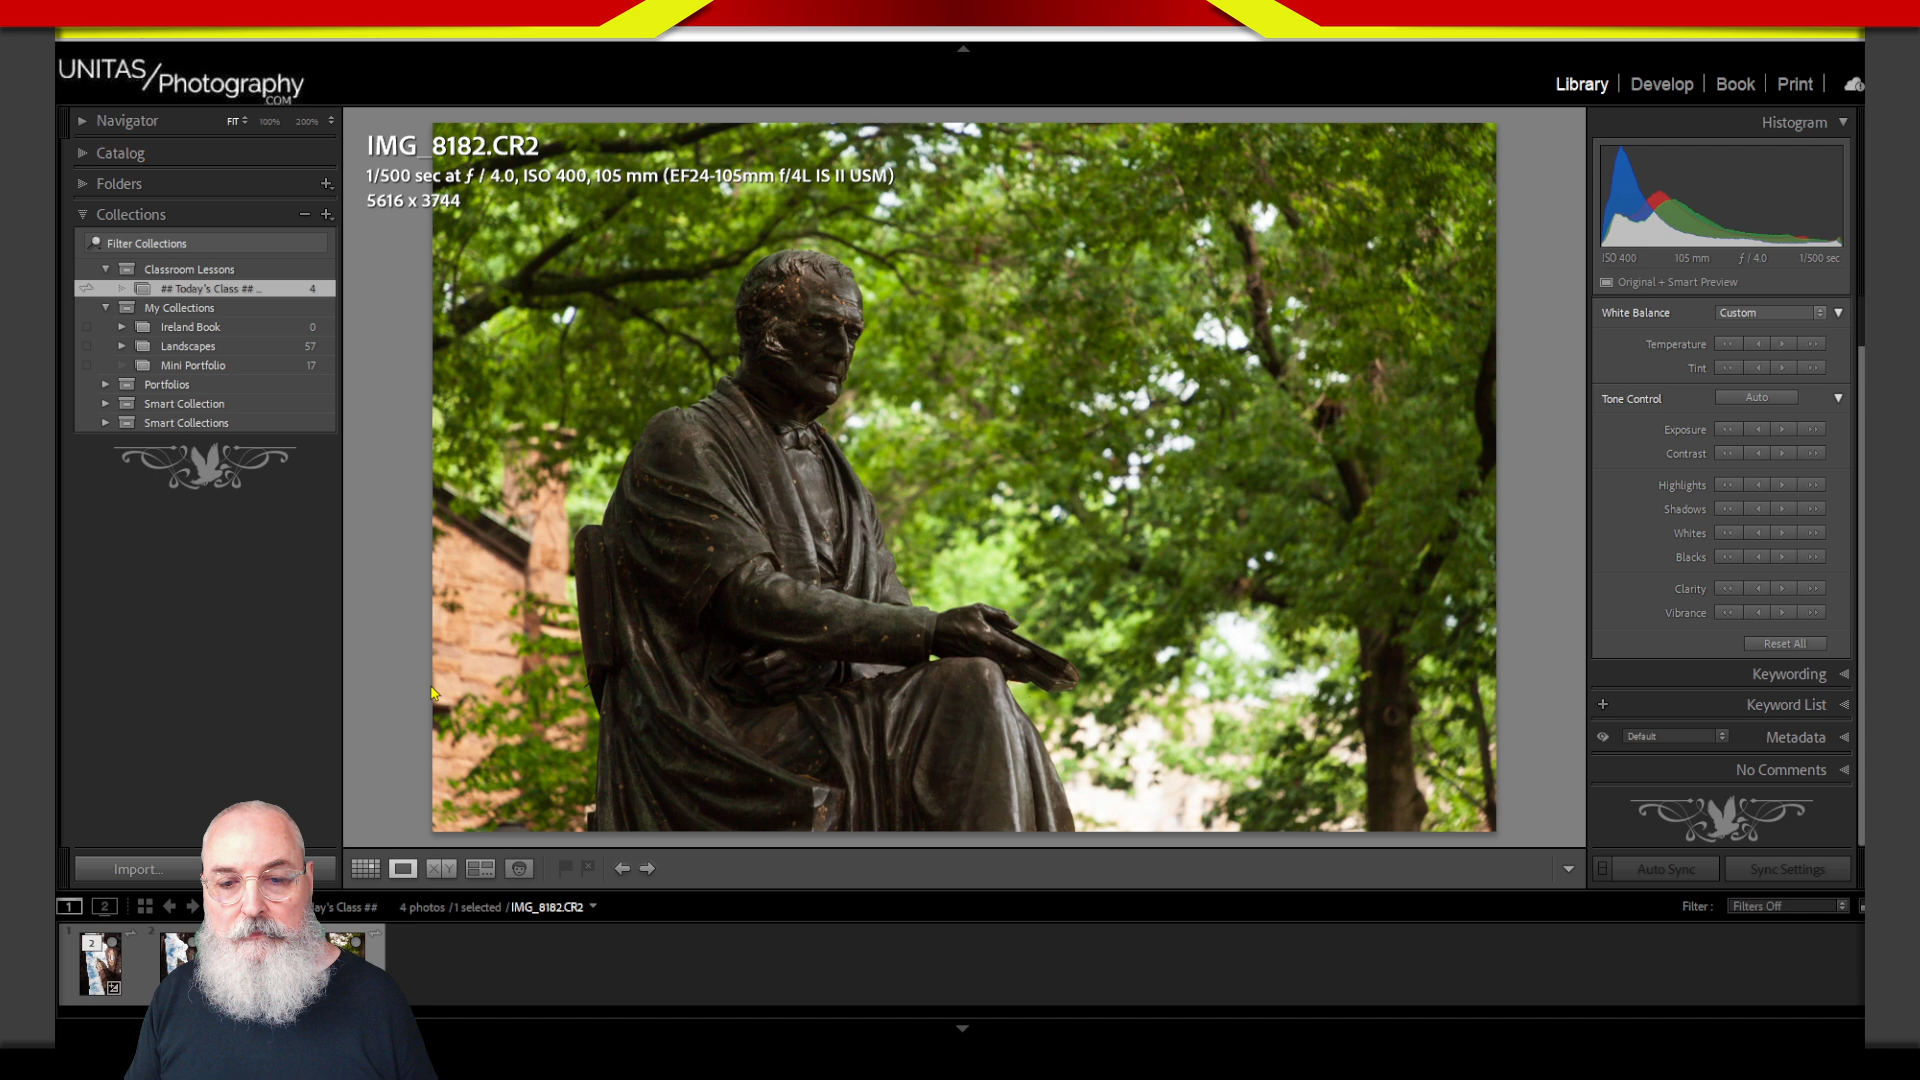 UNITAS/Photography
.COM
Library | Develop | Book | Print |
Navigator FIT 100% 200%
Catalog
Folders
Collections
Filter Collections
Classroom Lessons
## Today's Class ## ... 4
My Collections
Ireland Book 0
Landscapes 57
Mini Portfolio 17
Portfolios
Smart Collection
Smart Collections
Import...
IMG_8182.CR2
1/500 sec at ƒ / 4.0, ISO 400, 105 mm (EF24-105mm f/4L IS II USM)
5616 x 3744
Histogram
ISO 400 105 mm ƒ / 4.0 1/500 sec
Original + Smart Preview
White Balance Custom
Temperature
Tint
Tone Control Auto
Exposure
Contrast
Highlights
Shadows
Whites
Blacks
Clarity
Vibrance
Reset All
Keywording
Keyword List
Default Metadata
No Comments
Auto Sync Sync Settings
X Y
1 2 ay's Class ## 4 photos / 1 selected / IMG_8182.CR2
Filter : Filters Off
1 2 2